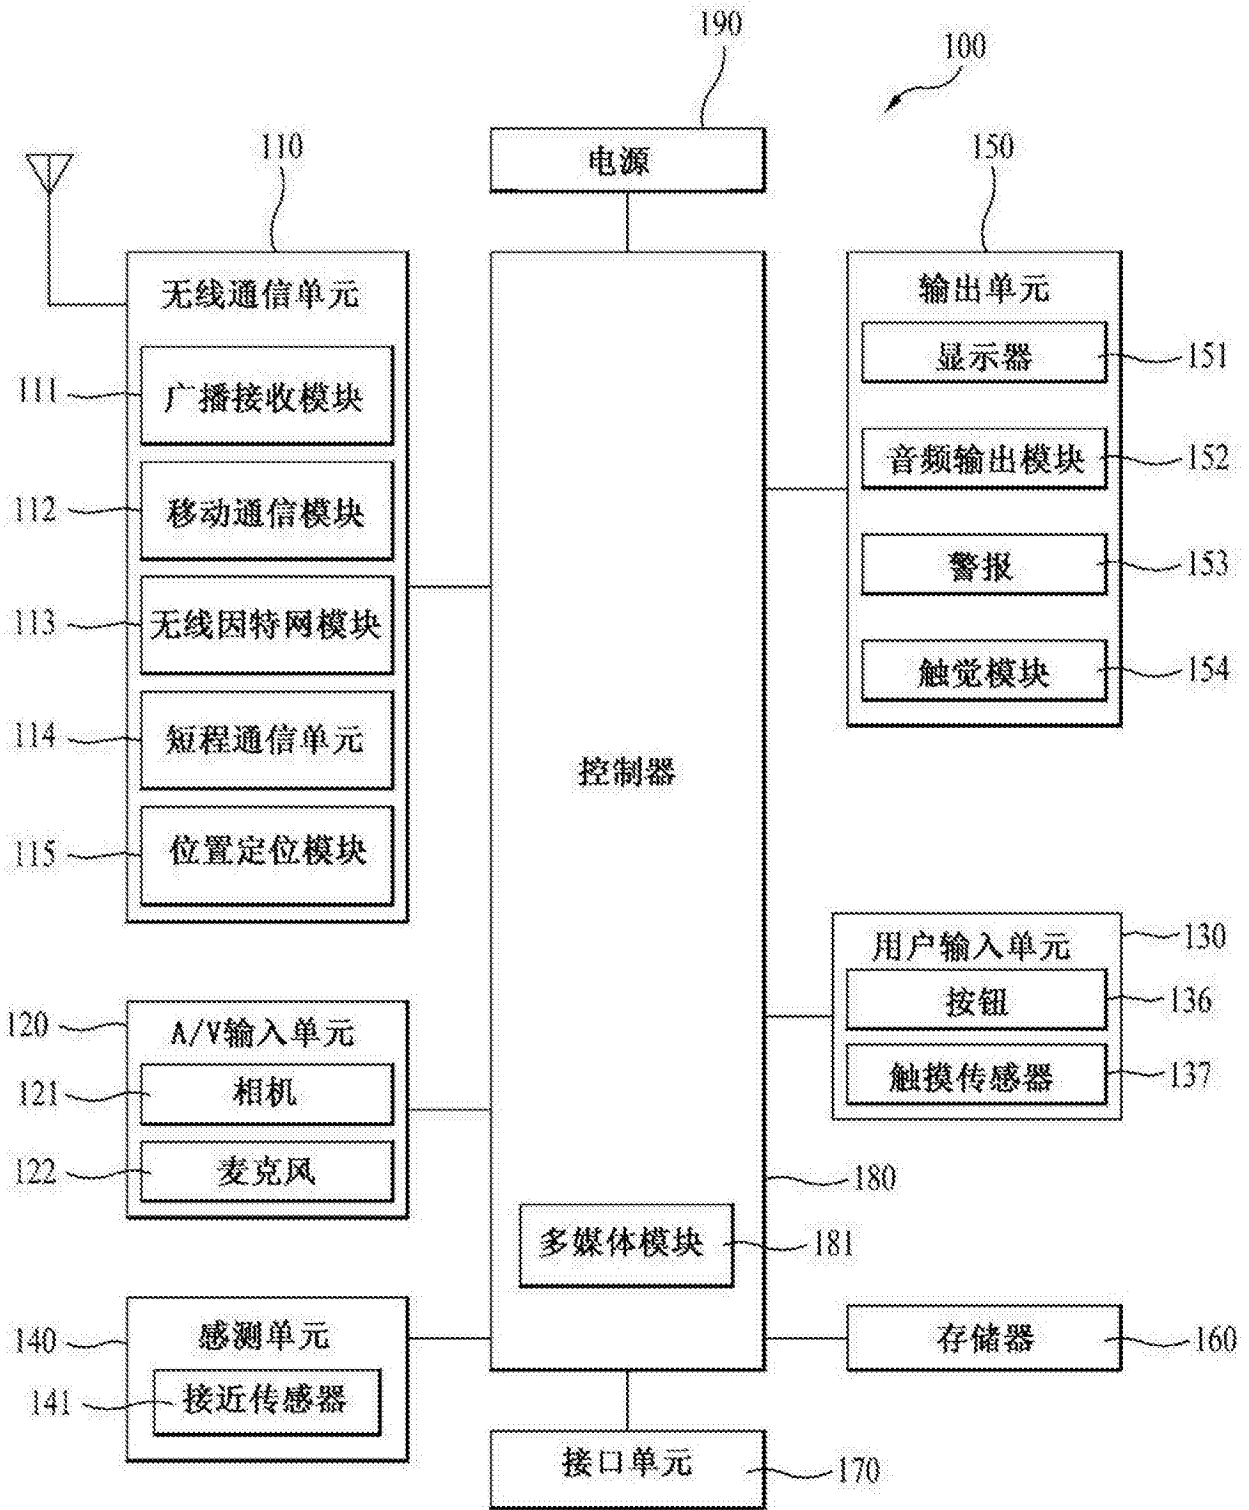 190
100
电源
110
无线通信单元
111
广播接收模块
112
移动通信模块
113
无线因特网模块
114
短程通信单元
115
位置定位模块
150
输出单元
显示器
151
音频输出模块
152
警报
153
触觉模块
154
控制器
用户输入单元
130
按钮
136
触摸传感器
137
120
A/V输入单元
121
相机
122
麦克风
180
多媒体模块
181
140
感测单元
141
接近传感器
存储器
160
接口单元
170